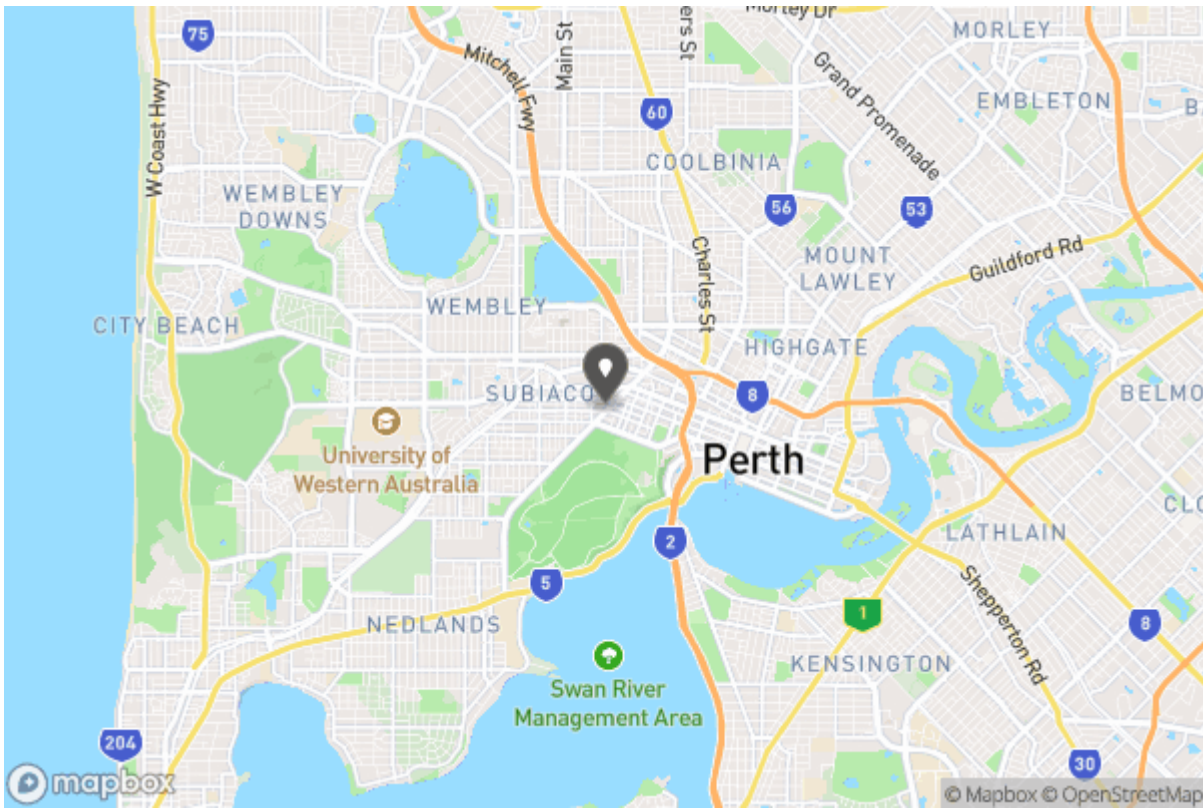 Morley Dr
75
MORLEY
Main St
ers St
Mitchell Fwy
Grand Promenade
EMBLETON
W Coast Hwy
60
B
COOLBINIA
WEMBLEY
DOWNS
56
53
MOUNT
LAWLEY
Guildford Rd
Charles St
WEMBLEY
CITY BEACH
HIGHGATE
SUBIACO
8
BELMO
University of
Western Australia
Perth
CLO
LATHLAIN
2
5
Shepperton Rd
1
NEDLANDS
8
KENSINGTON
Swan River
Management Area
204
30
mapbox
© Mapbox © OpenStreetMap